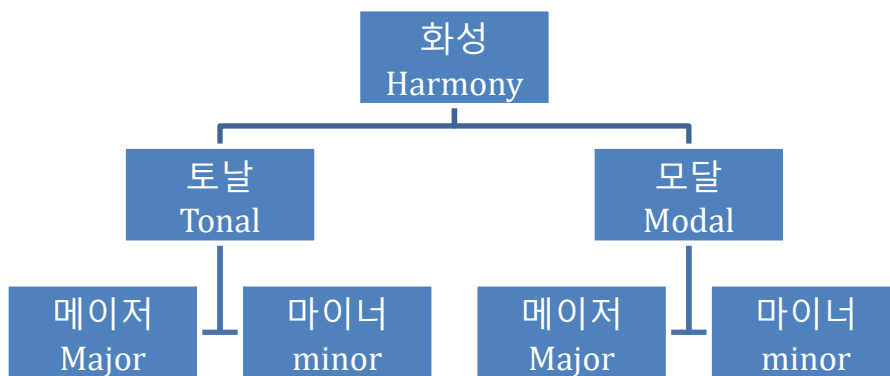 화성
Harmony
토날
Tonal
모달
Modal
메이저
Major
마이너
minor
메이저
Major
마이너
minor